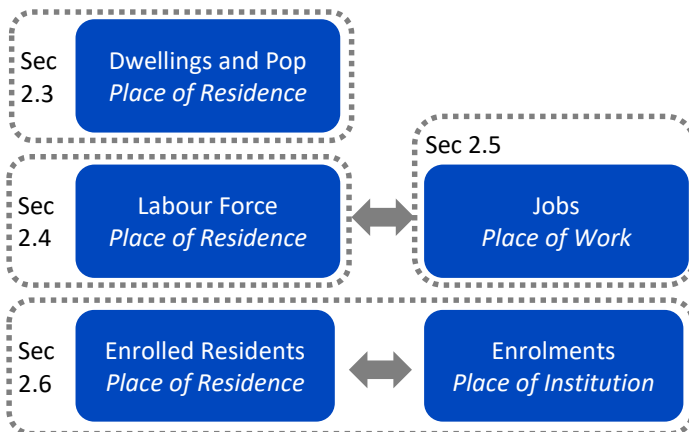 Sec
2.3
Dwellings and Pop
Place of Residence
Sec 2.5
Sec
2.4
Labour Force
Place of Residence
Jobs
Place of Work
Sec
2.6
Enrolled Residents
Place of Residence
Enrolments
Place of Institution